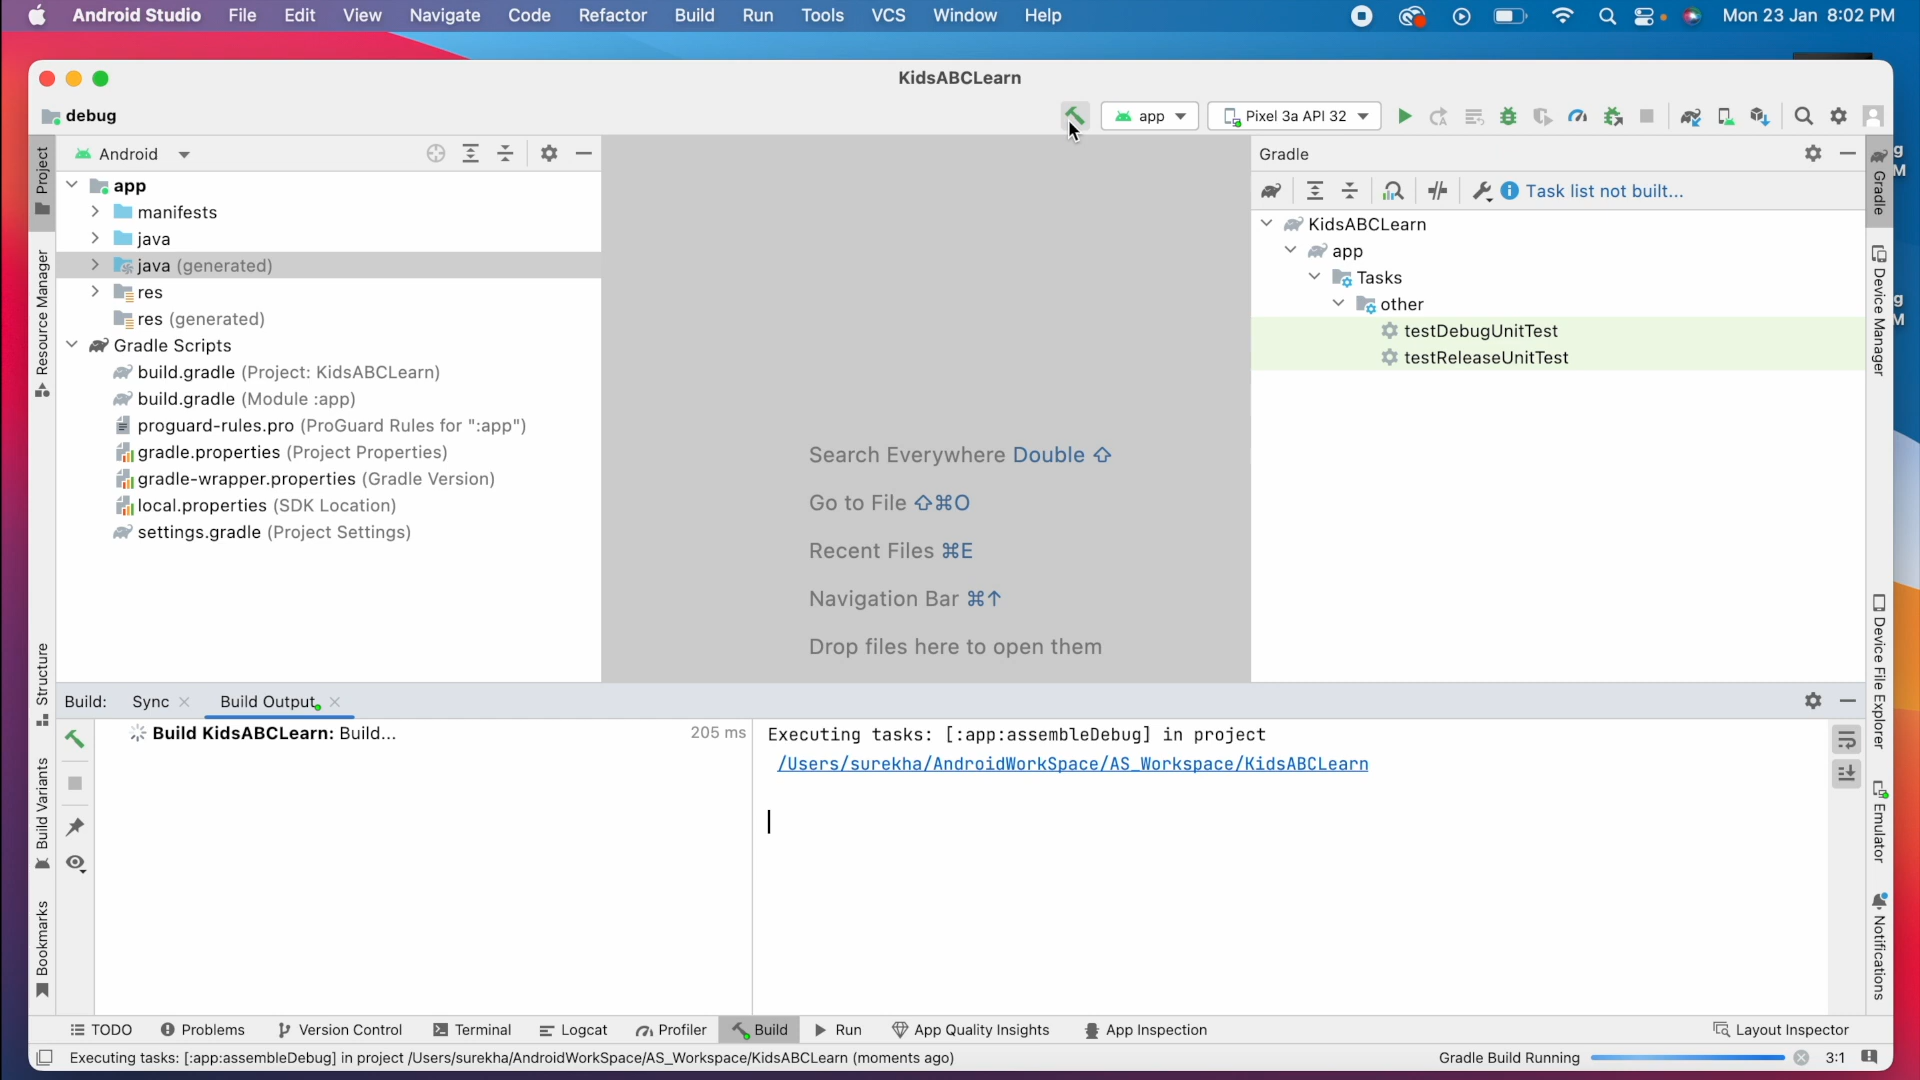 Android Studio File Edit View Navigate Code Refactor Build Run Tools VCS Window Help Mon 23 Jan 8:02 PM
KidsABCLearn
debug
app
Pixel 3a API 32
Project
Resource Manager
Structure
Build Variants
Bookmarks
Android
app
manifests
java
java (generated)
res
res (generated)
Gradle Scripts
build.gradle (Project: KidsABCLearn)
build.gradle (Module :app)
proguard-rules.pro (ProGuard Rules for ":app")
gradle.properties (Project Properties)
gradle-wrapper.properties (Gradle Version)
local.properties (SDK Location)
settings.gradle (Project Settings)
Search Everywhere Double ⇧
Go to File ⇧⌘O
Recent Files ⌘E
Navigation Bar ⌘↑
Drop files here to open them
Gradle
Task list not built...
KidsABCLearn
app
Tasks
other
testDebugUnitTest
testReleaseUnitTest
Gradle
Device Manager
Device File Explorer
Emulator
Notifications
g
M
g
M
Build: Sync Build Output
Build KidsABCLearn: Build... 205 ms
Executing tasks: [:app:assembleDebug] in project
/Users/surekha/AndroidWorkSpace/AS_Workspace/KidsABCLearn
TODO Problems Version Control Terminal Logcat Profiler Build Run App Quality Insights App Inspection Layout Inspector
Executing tasks: [:app:assembleDebug] in project /Users/surekha/AndroidWorkSpace/AS_Workspace/KidsABCLearn (moments ago) Gradle Build Running 3:1